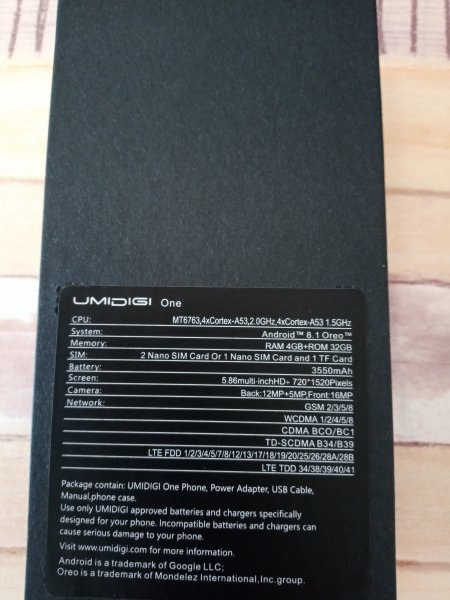 UMIDIGI One
CPU: MT6763,4xCortex-A53,2.0GHz,4xCortex-A53 1.5GHz
System: Android™ 8.1 Oreo™
Memory: RAM 4GB+ROM 32GB
SIM: 2 Nano SIM Card Or 1 Nano SIM Card and 1 TF Card
Battery: 3550mAh
Screen: 5.86multi-inchHD+ 720*1520Pixels
Camera: Back:12MP+5MP,Front:16MP
Network: GSM 2/3/5/8
WCDMA 1/2/4/5/8
CDMA BCO/BC1
TD-SCDMA B34/B39
LTE FDD 1/2/3/4/5/7/8/12/13/17/18/19/20/25/26/28A/28B
LTE TDD 34/38/39/40/41
Package contain: UMIDIGI One Phone, Power Adapter, USB Cable,
Manual,phone case.
Use only UMIDIGI approved batteries and chargers specifically
designed for your phone. Incompatible batteries and chargers can
cause serious damage to your phone.
Visit www.umidigi.com for more information.
Android is a trademark of Google LLC;
Oreo is a trademark of Mondelez International,Inc.group.